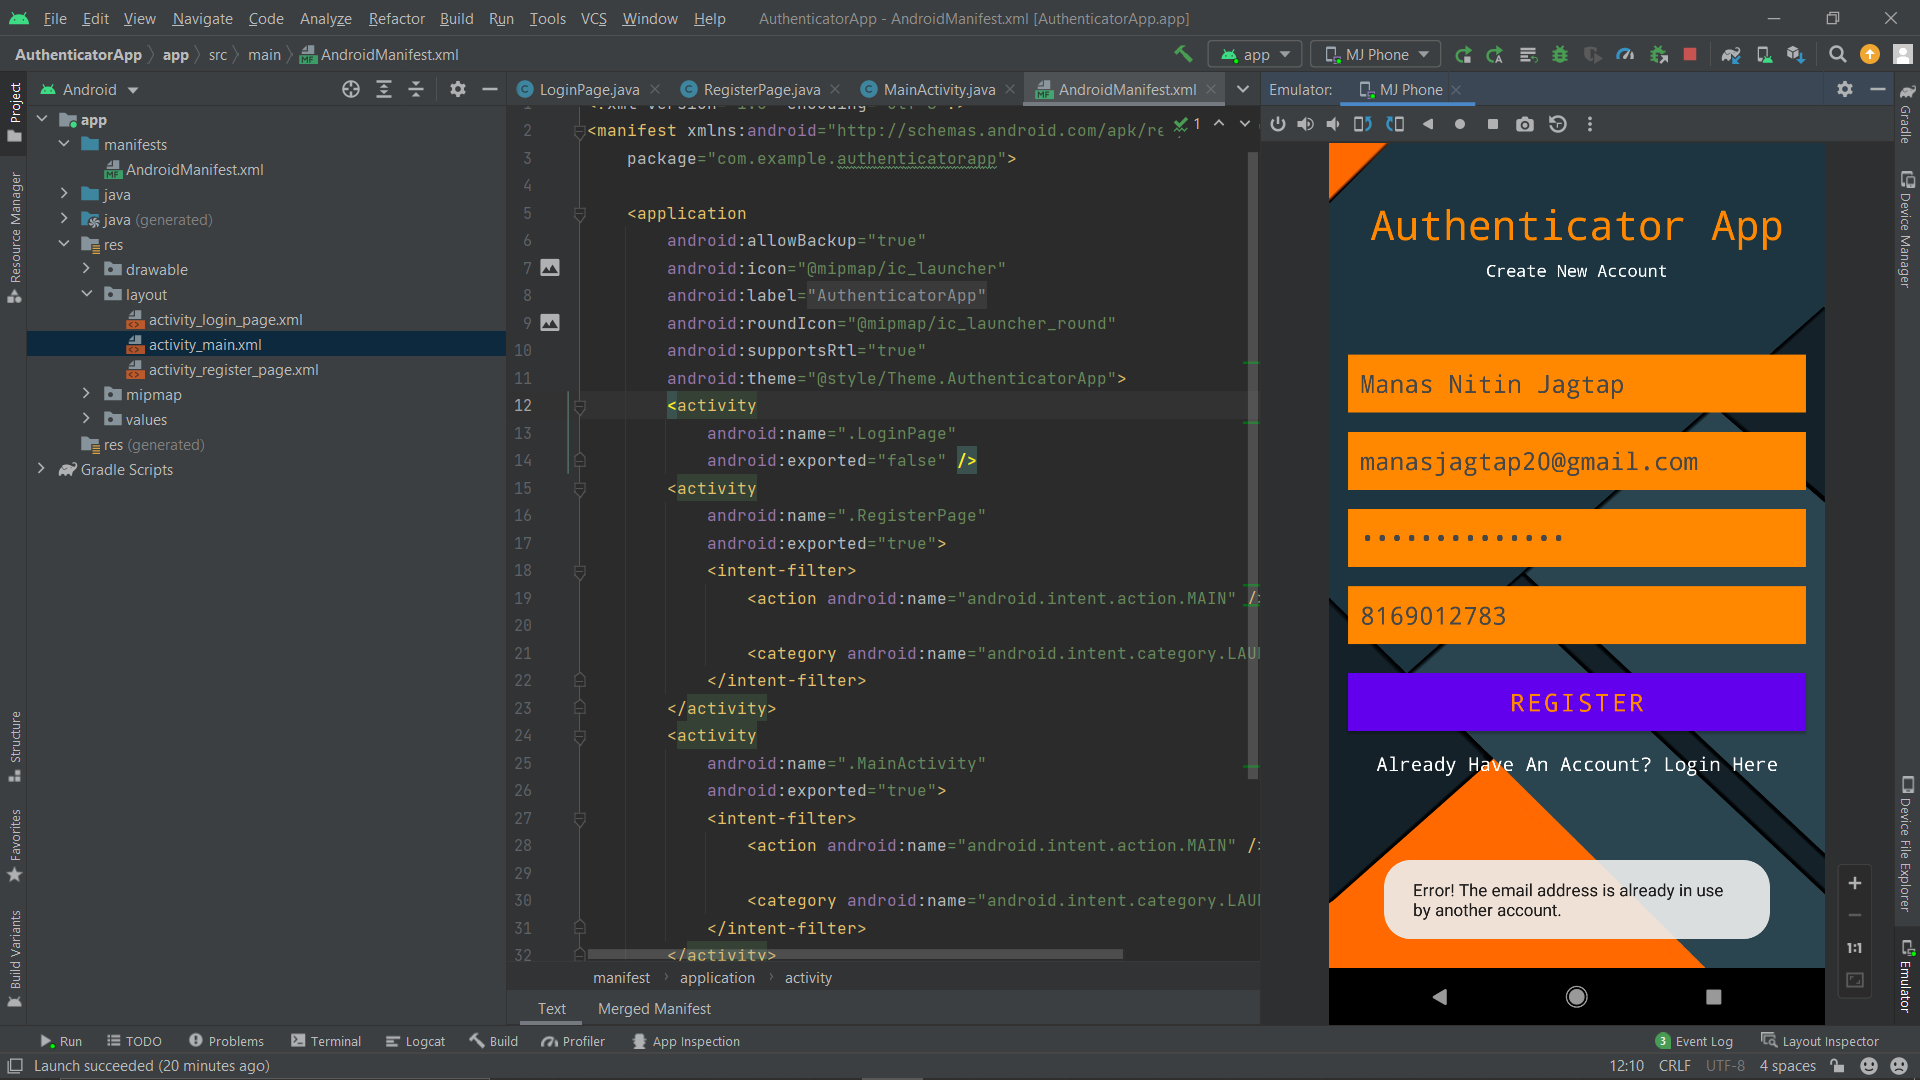 File Edit View Navigate Code Analyze Refactor Build Run Tools VCS Window Help AuthenticatorApp - AndroidManifest.xml [AuthenticatorApp.app]
AuthenticatorApp app src main AndroidManifest.xml app MJ Phone
Android
app
manifests
AndroidManifest.xml
java
java (generated)
res
drawable
layout
activity_login_page.xml
activity_main.xml
activity_register_page.xml
mipmap
values
res (generated)
Gradle Scripts
Project
Resource Manager
Structure
Favorites
Build Variants
LoginPage.java RegisterPage.java MainActivity.java AndroidManifest.xml
1
2 <manifest xmlns:android="http://schemas.android.com/apk/re
3 package="com.example.authenticatorapp">
4
5 <application
6 android:allowBackup="true"
7 android:icon="@mipmap/ic_launcher"
8 android:label="AuthenticatorApp"
9 android:roundIcon="@mipmap/ic_launcher_round"
10 android:supportsRtl="true"
11 android:theme="@style/Theme.AuthenticatorApp">
12 <activity
13 android:name=".LoginPage"
14 android:exported="false" />
15 <activity
16 android:name=".RegisterPage"
17 android:exported="true">
18 <intent-filter>
19 <action android:name="android.intent.action.MAIN" />
20
21 <category android:name="android.intent.category.LAU
22 </intent-filter>
23 </activity>
24 <activity
25 android:name=".MainActivity"
26 android:exported="true">
27 <intent-filter>
28 <action android:name="android.intent.action.MAIN" />
29
30 <category android:name="android.intent.category.LAU
31 </intent-filter>
32 </activity>
manifest application activity
Text Merged Manifest
Emulator: MJ Phone
Authenticator App
Create New Account
Manas Nitin Jagtap
manasjagtap20@gmail.com
••••••••••••••
8169012783
REGISTER
Already Have An Account? Login Here
Error! The email address is already in use
by another account.
1:1
Gradle
Device Manager
Device File Explorer
Emulator
Run TODO Problems Terminal Logcat Build Profiler App Inspection 3 Event Log Layout Inspector
Launch succeeded (20 minutes ago) 12:10 CRLF UTF-8 4 spaces